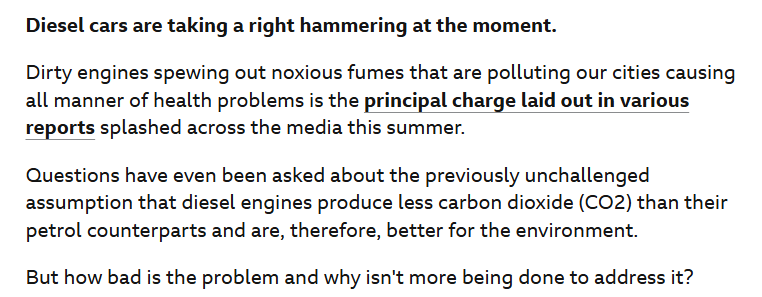 Diesel cars are taking a right hammering at the moment.
Dirty engines spewing out noxious fumes that are polluting our cities causing
all manner of health problems is the principal charge laid out in various
reports splashed across the media this summer.
Questions have even been asked about the previously unchallenged
assumption that diesel engines produce less carbon dioxide (CO2) than their
petrol counterparts and are, therefore, better for the environment.
But how bad is the problem and why isn't more being done to address it?